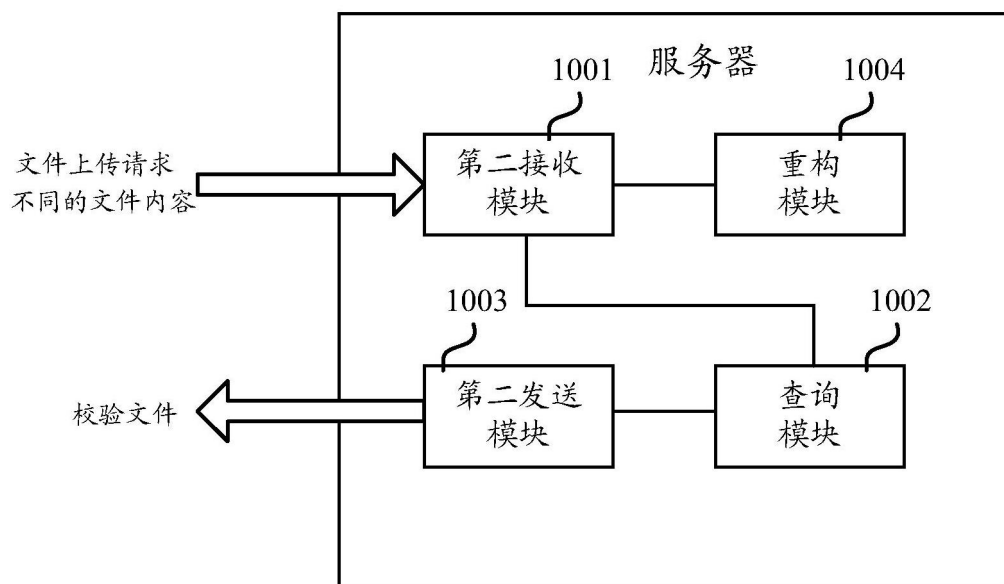 服务器
1001
1004
文件上传请求
不同的文件内容
第二接收
模块
重构
模块
1003
1002
校验文件
第二发送
模块
查询
模块